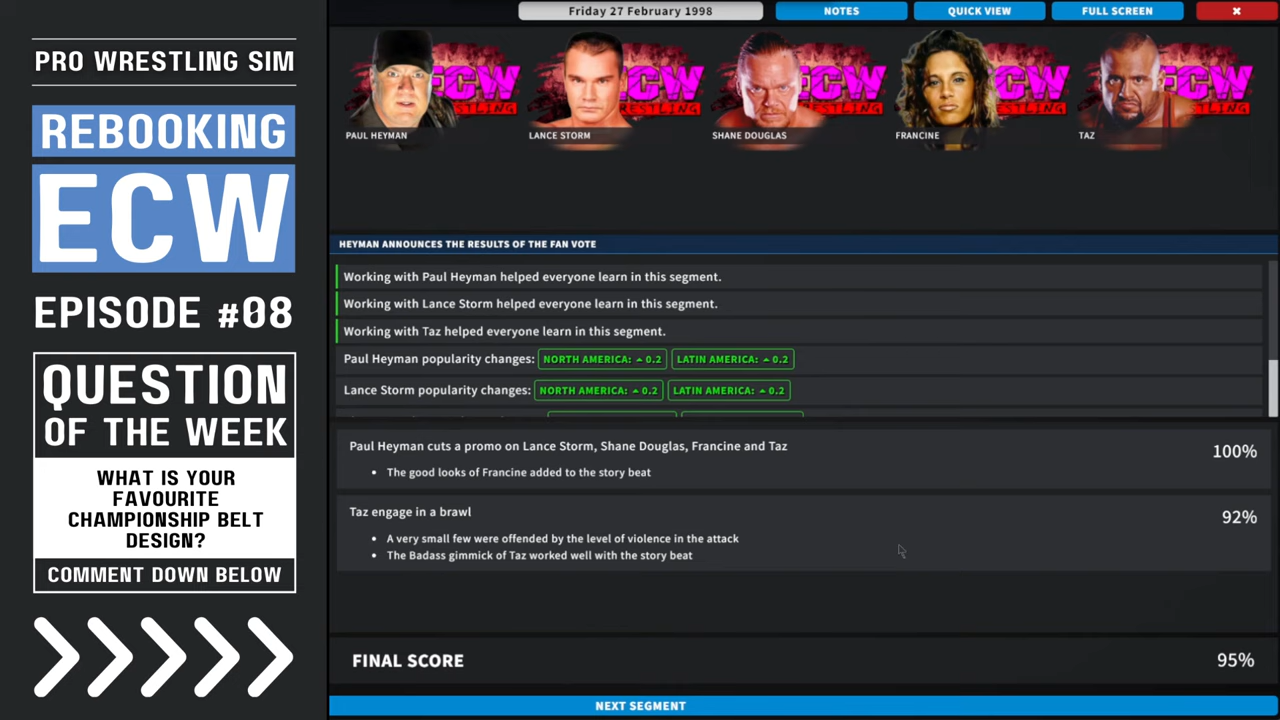 Friday 27 February 1998
NOTES
QUICK VIEW
FULL SCREEN
PRO WRESTLING SIM
REBOOKING
ECW
EPISODE #08
QUESTION
OF THE WEEK
WHAT IS YOUR
FAVOURITE
CHAMPIONSHIP BELT
DESIGN?
COMMENT DOWN BELOW
PAUL HEYMAN
LANCE STORM
SHANE DOUGLAS
FRANCINE
TAZ
HEYMAN ANNOUNCES THE RESULTS OF THE FAN VOTE
Working with Paul Heyman helped everyone learn in this segment.
Working with Lance Storm helped everyone learn in this segment.
Working with Taz helped everyone learn in this segment.
Paul Heyman popularity changes: NORTH AMERICA: 0.2 LATIN AMERICA: 0.2
Lance Storm popularity changes: NORTH AMERICA: 0.2 LATIN AMERICA: 0.2
Paul Heyman cuts a promo on Lance Storm, Shane Douglas, Francine and Taz 100%
• The good looks of Francine added to the story beat
Taz engage in a brawl 92%
• A very small few were offended by the level of violence in the attack
• The Badass gimmick of Taz worked well with the story beat
FINAL SCORE 95%
NEXT SEGMENT